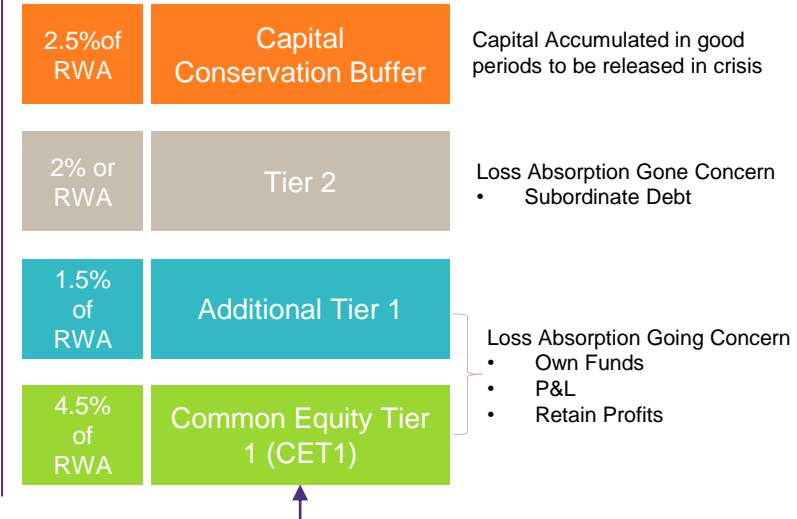 2.5%of
RWA
Capital
Conservation Buffer
Capital Accumulated in good
periods to be released in crisis
2% or
RWA
Tier 2
Loss Absorption Gone Concern
• Subordinate Debt
1.5%
of
RWA
Additional Tier 1
Loss Absorption Going Concern
• Own Funds
• P&L
• Retain Profits
4.5%
of
RWA
Common Equity Tier
1 (CET1)